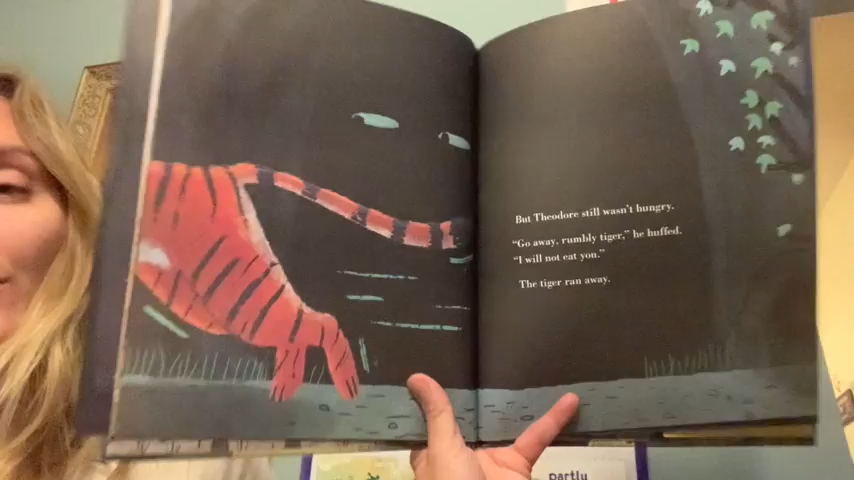 But Theodore still wasn't hungry.
"Go away, rumbly tiger," he huffed.
"I will not eat you."
The tiger ran away.
partly